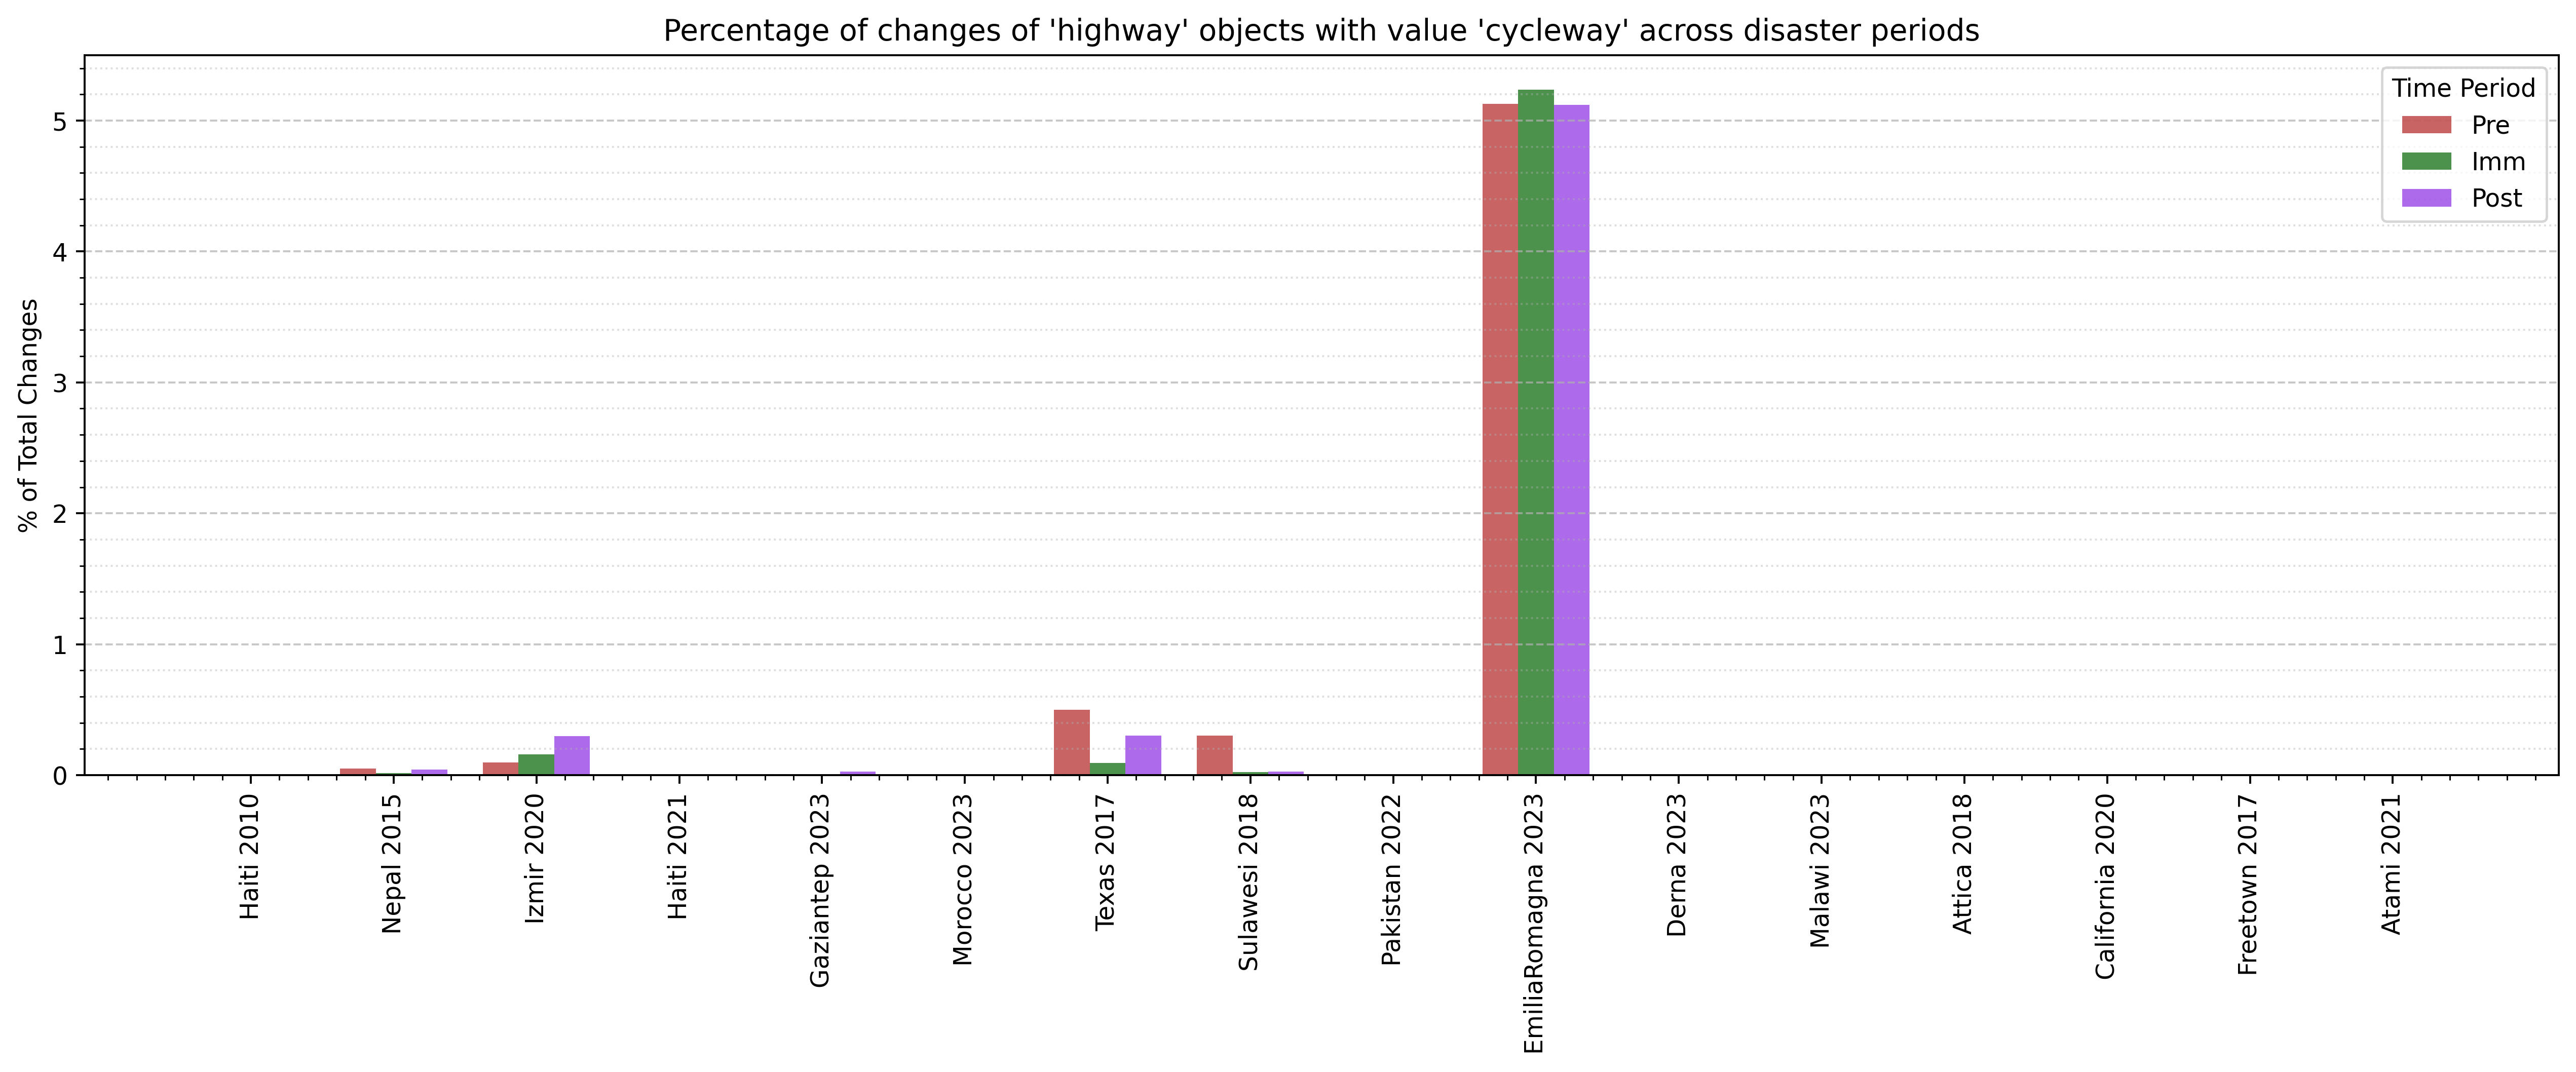 Percentage of changes of 'highway' objects with value 'cycleway' across disaster periods
% of Total Changes
5
4
3
2
1
0
Time Period
Pre
Imm
Post
Haiti 2010
Nepal 2015
Izmir 2020
Haiti 2021
Gaziantep 2023
Morocco 2023
Texas 2017
Sulawesi 2018
Pakistan 2022
EmiliaRomagna 2023
Derna 2023
Malawi 2023
Attica 2018
California 2020
Freetown 2017
Atami 2021